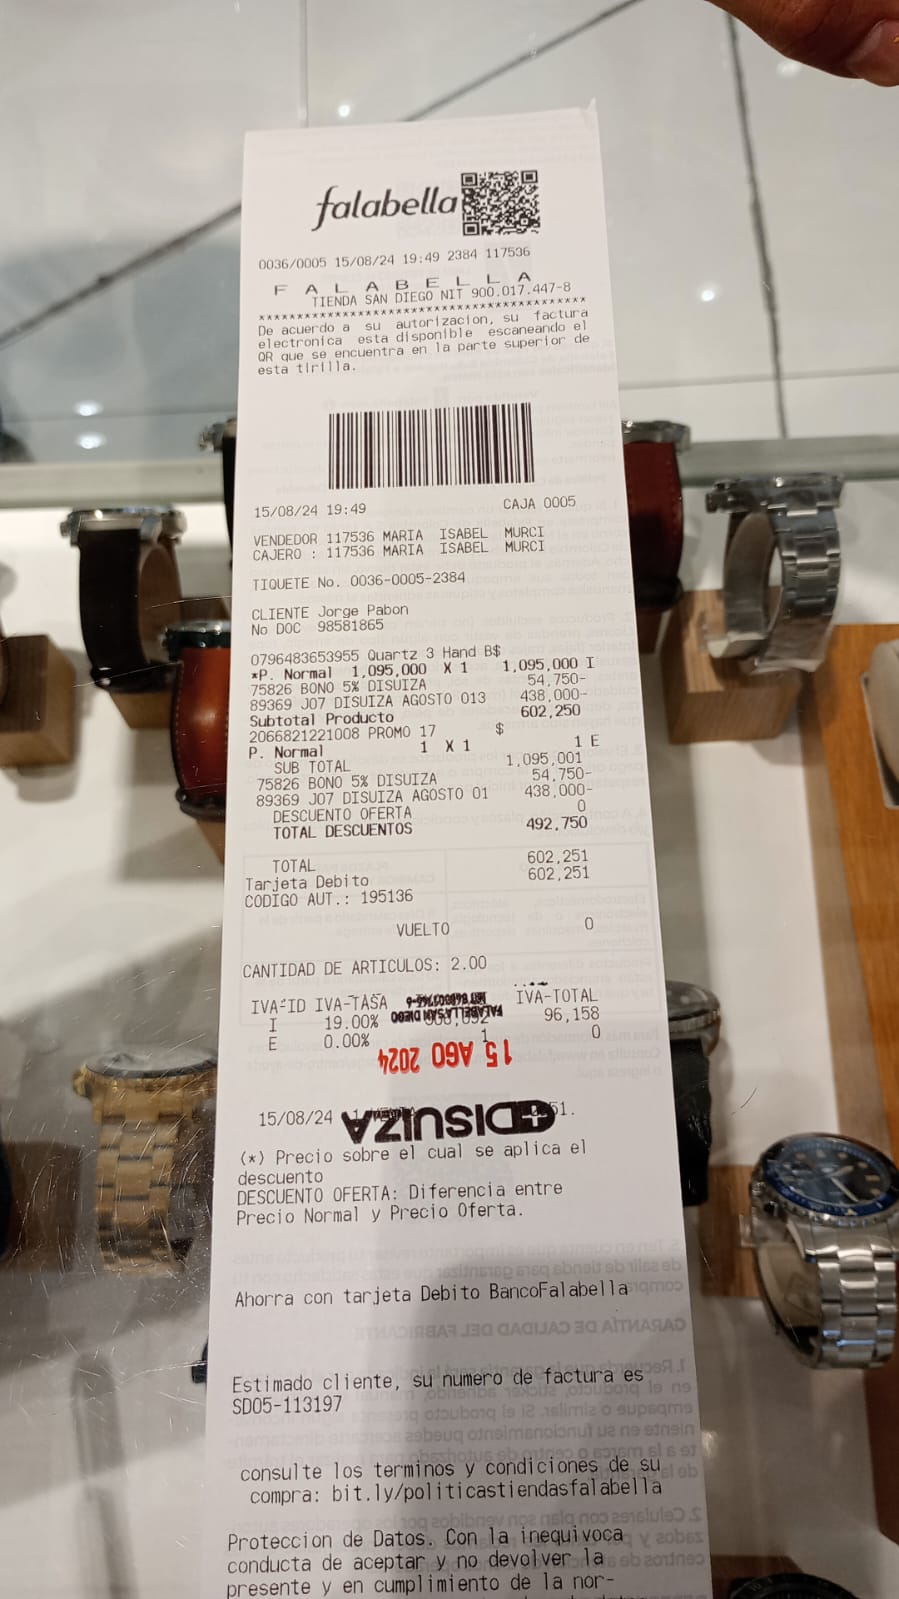 falabella
0036/0005 15/08/24 19:49 2384 117536
F A L A B E L L A
TIENDA SAN DIEGO NIT 900.017.447-8
******************************************
De acuerdo a su autorizacion, su factura
electronica esta disponible escaneando el
QR que se encuentra en la parte superior de
esta tirilla.
15/08/24 19:49 CAJA 0005
VENDEDOR 117536 MARIA ISABEL MURCI
CAJERO : 117536 MARIA ISABEL MURCI
TIQUETE No. 0036-0005-2384
CLIENTE Jorge Pabon
No DOC 98581865
0796483653955 Quartz 3 Hand B$
*P. Normal 1,095,000 X 1 1,095,000 I
75826 BONO 5% DISUIZA 54,750-
89369 J07 DISUIZA AGOSTO 013 438,000-
Subtotal Producto 602,250
2066821221008 PROMO 17 $
P. Normal 1 X 1 1 E
SUB TOTAL 1,095,001
75826 BONO 5% DISUIZA 54,750-
89369 J07 DISUIZA AGOSTO 01 438,000-
DESCUENTO OFERTA 0
TOTAL DESCUENTOS 492,750
TOTAL 602,251
Tarjeta Debito 602,251
CODIGO AUT.: 195136
VUELTO 0
CANTIDAD DE ARTICULOS: 2.00
IVA-ID IVA-TASA IVA-TOTAL
I 19.00% 96,158
E 0.00% 1 0
FALABELLA SAN DIEGO
15 AGO 2024
DISUIZA
15/08/24
(*) Precio sobre el cual se aplica el
descuento
DESCUENTO OFERTA: Diferencia entre
Precio Normal y Precio Oferta.
Ahorra con tarjeta Debito BancoFalabella
Estimado cliente, su numero de factura es
SD05-113197
consulte los terminos y condiciones de su
compra: bit.ly/politicastiendasfalabella
Proteccion de Datos. Con la inequivoca
conducta de aceptar y no devolver la
presente y en cumplimiento de la nor-